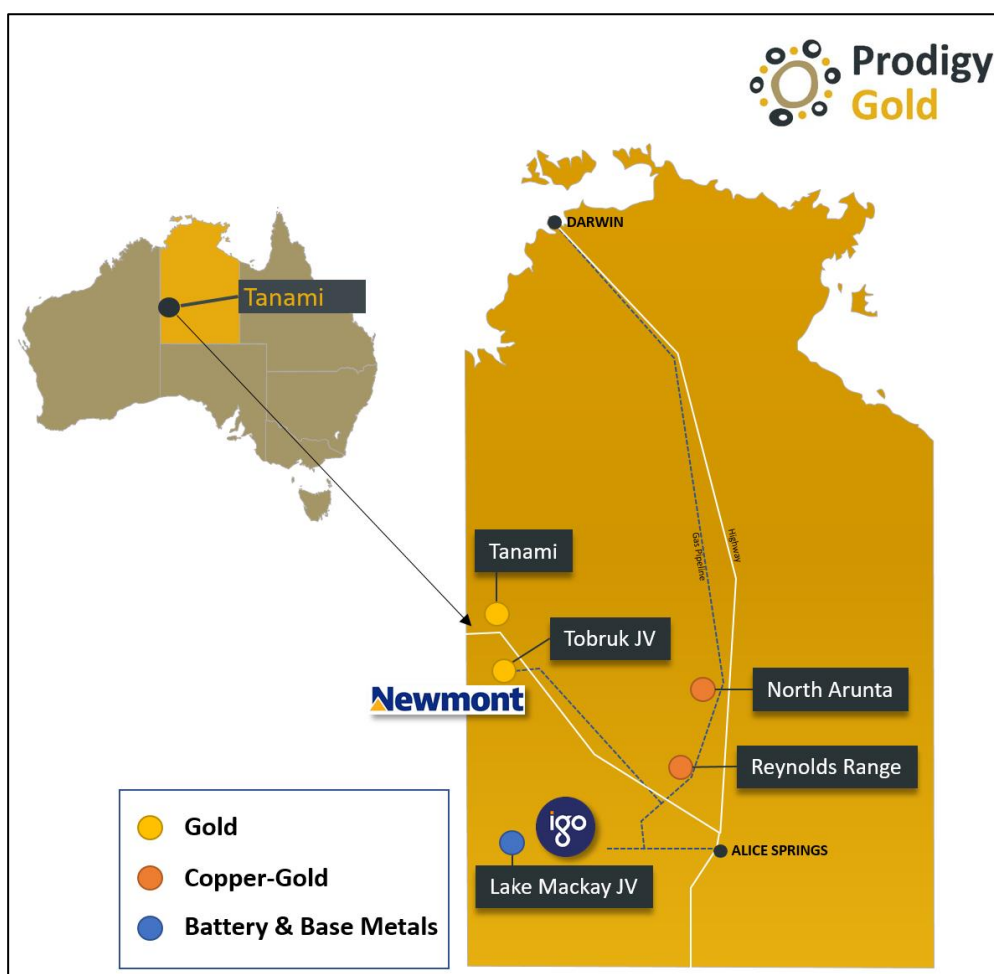 Prodigy
Gold
DARWIN
Tanami
Highway
Gas Pipeline
Tanami
Tobruk JV
Newmont
North Arunta
Reynolds Range
igo
ALICE SPRINGS
Lake Mackay JV
Gold
Copper-Gold
Battery & Base Metals